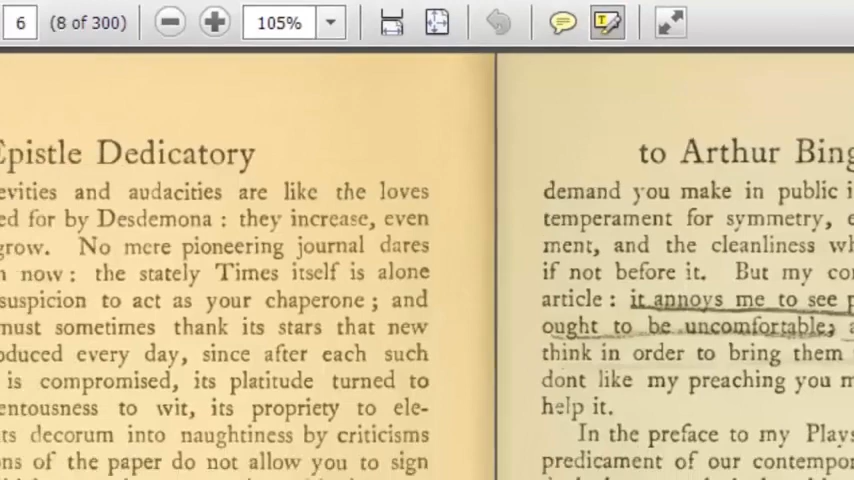 6 (8 of 300) 105%
Epistle Dedicatory
evities and audacities are like the loves
ed for by Desdemona : they increase, even
grow. No mere pioneering journal dares
now : the stately Times itself is alone
suspicion to act as your chaperone ; and
must sometimes thank its stars that new
oduced every day, since after each such
is compromised, its platitude turned to
entousness to wit, its propriety to ele-
ts decorum into naughtiness by criticisms
ns of the paper do not allow you to sign
to Arthur Bing
demand you make in public i
temperament for symmetry, e
ment, and the cleanliness wh
if not before it. But my con
article : it annoys me to see p
ought to be uncomfortable; a
think in order to bring them
dont like my preaching you m
help it.
In the preface to my Plays
predicament of our contempo